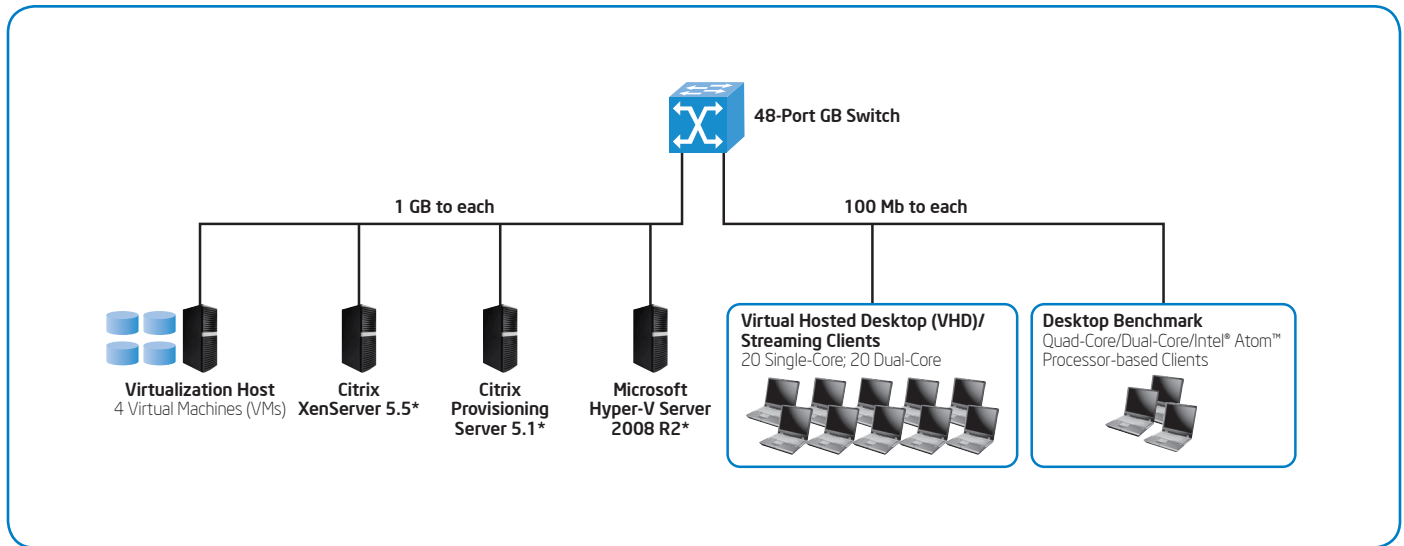 48-Port GB Switch
1 GB to each
100 Mb to each
Virtualization Host
4 Virtual Machines (VMs)
Citrix
XenServer 5.5*
Citrix
Provisioning
Server 5.1*
Microsoft
Hyper-V Server
2008 R2*
Virtual Hosted Desktop (VHD)/
Streaming Clients
20 Single-Core; 20 Dual-Core
Desktop Benchmark
Quad-Core/Dual-Core/Intel® Atom™
Processor-based Clients